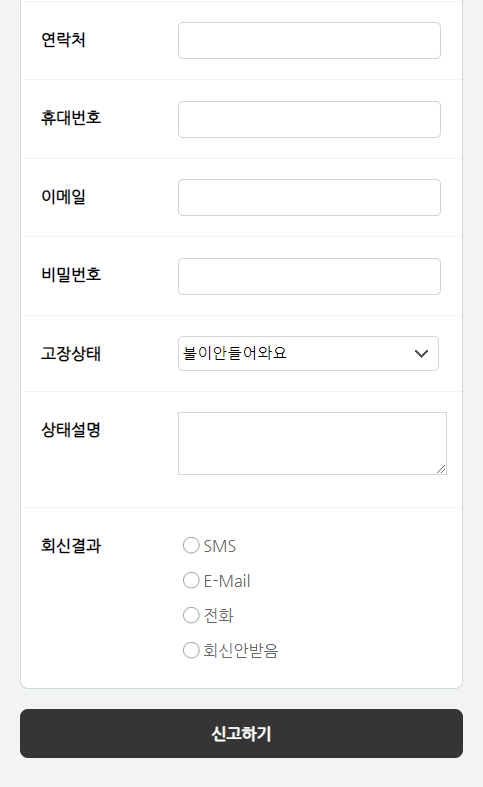 연락처
휴대번호
이메일
비밀번호
고장상태 불이안들어와요
상태설명
회신결과 SMS
E-Mail
전화
회신안받음
신고하기